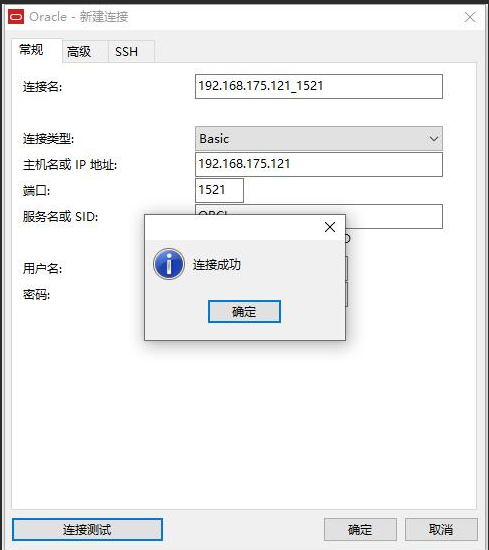 Oracle - 新建连接
常规 高级 SSH
连接名: 192.168.175.121_1521
连接类型: Basic
主机名或 IP 地址: 192.168.175.121
端口: 1521
服务名或 SID:
用户名:
密码:
连接成功
确定
连接测试 确定 取消